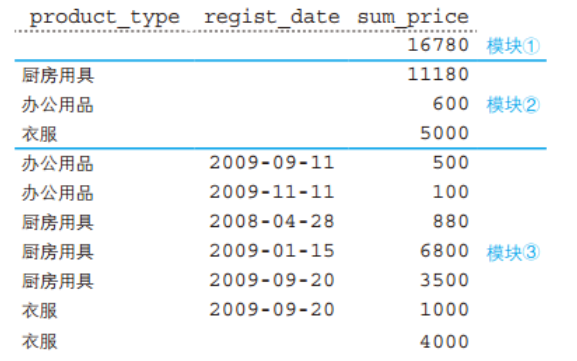 product_type regist_date sum_price
16780 模块①
厨房用具 11180
办公用品 600 模块②
衣服 5000
办公用品 2009-09-11 500
办公用品 2009-11-11 100
厨房用具 2008-04-28 880
厨房用具 2009-01-15 6800 模块③
厨房用具 2009-09-20 3500
衣服 2009-09-20 1000
衣服 4000